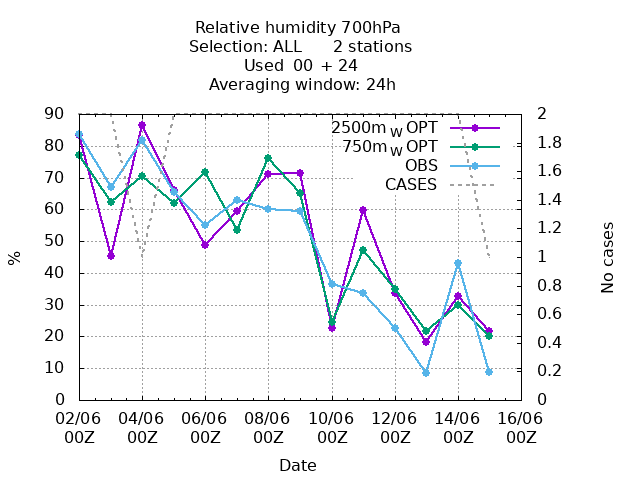 Relative humidity 700hPa
Selection: ALL 2 stations
Used 00 + 24
Averaging window: 24h
2500m W OPT
750m W OPT
OBS
CASES
90
80
70
60
50
40
30
20
10
0
%
2
1.8
1.6
1.4
1.2
1
0.8
0.6
0.4
0.2
0
No cases
02/06 04/06 06/06 08/06 10/06 12/06 14/06 16/06
00Z 00Z 00Z 00Z 00Z 00Z 00Z 00Z
Date